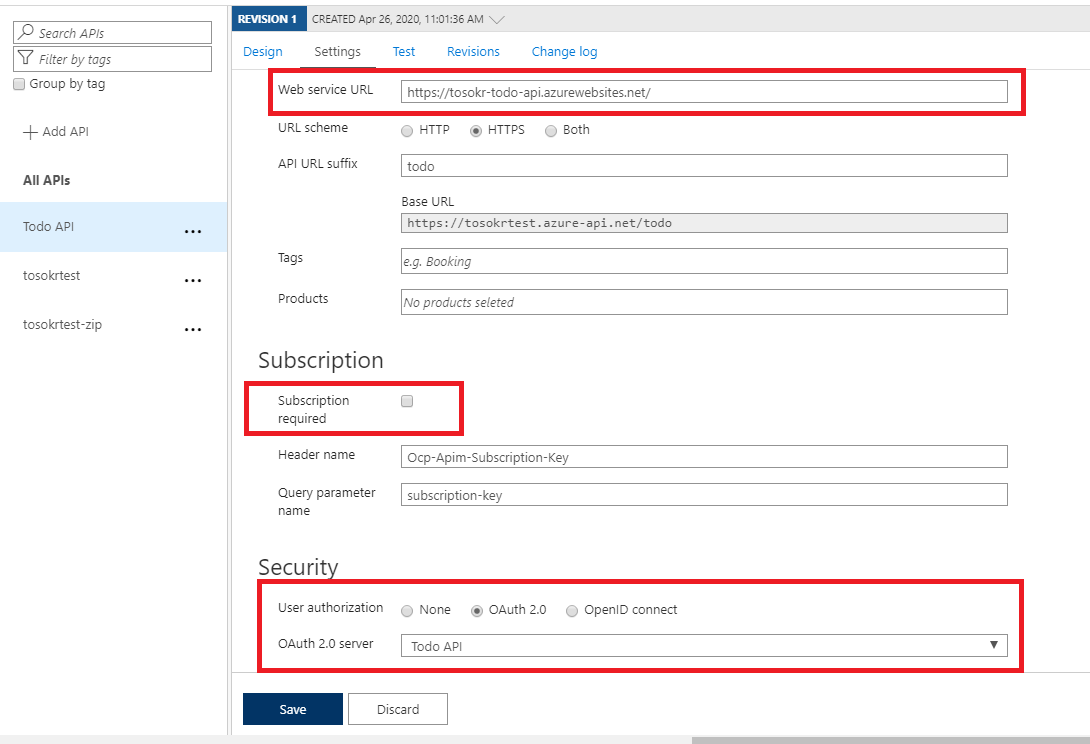 Search APIs
Filter by tags
Group by tag
Add API
All APIs
Todo API
...
tosokrtest
...
tosokrtest-zip
...
REVISION 1 CREATED Apr 26, 2020, 11:01:36 AM
Design Settings Test Revisions Change log
Web service URL https://tosokr-todo-api.azurewebsites.net/
URL scheme HTTP HTTPS Both
API URL suffix todo
Base URL
https://tosokrtest.azure-api.net/todo
Tags e.g. Booking
Products No products seleted
Subscription
Subscription
required
Header name Ocp-Apim-Subscription-Key
Query parameter
name
subscription-key
Security
User authorization None OAuth 2.0 OpenID connect
OAuth 2.0 server Todo API
Save Discard